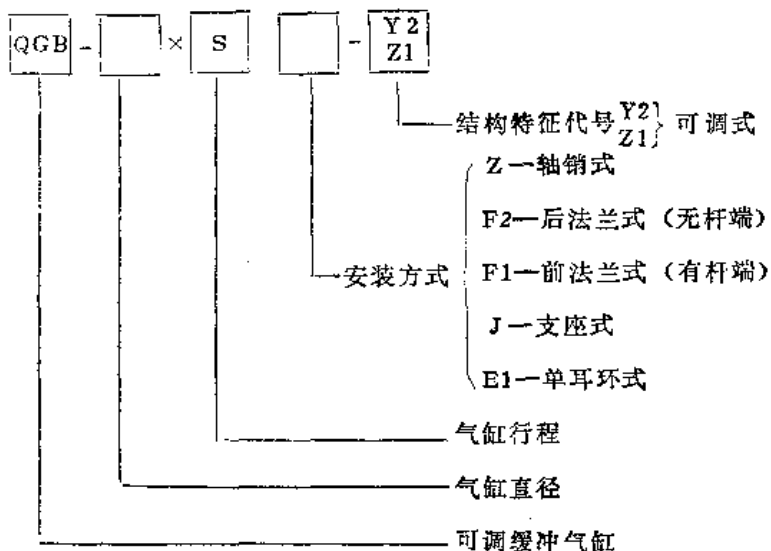 QGB - □ × S □ - Y2
Z1
结构特征代号 Y2
Z1 } 可调式
Z—轴销式
F2—后法兰式（无杆端）
安装方式 F1—前法兰式（有杆端）
J—支座式
E1—单耳环式
气缸行程
气缸直径
可调缓冲气缸